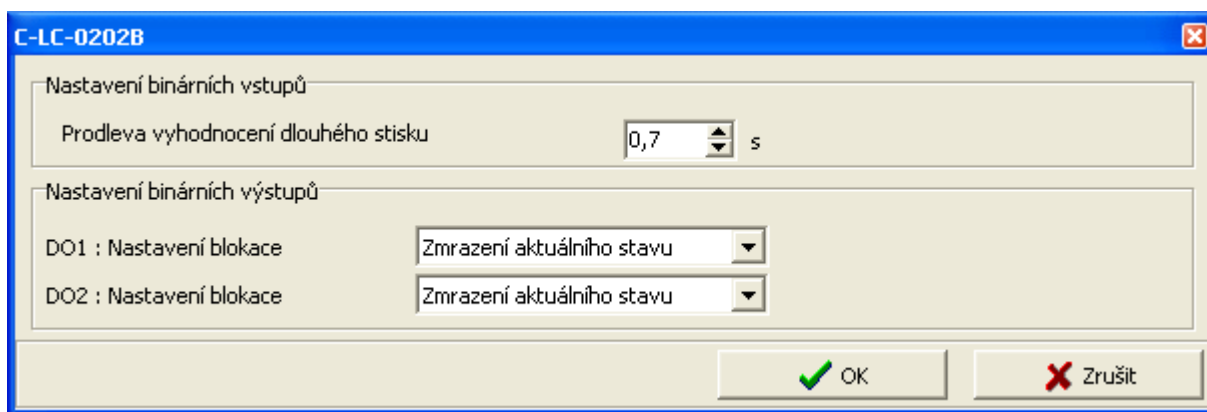 C-LC-0202B
Nastavení binárních vstupů
Prodleva vyhodnocení dlouhého stisku 0,7 s
Nastavení binárních výstupů
DO1 : Nastavení blokace Zmrazení aktuálního stavu
DO2 : Nastavení blokace Zmrazení aktuálního stavu
OK Zrušit